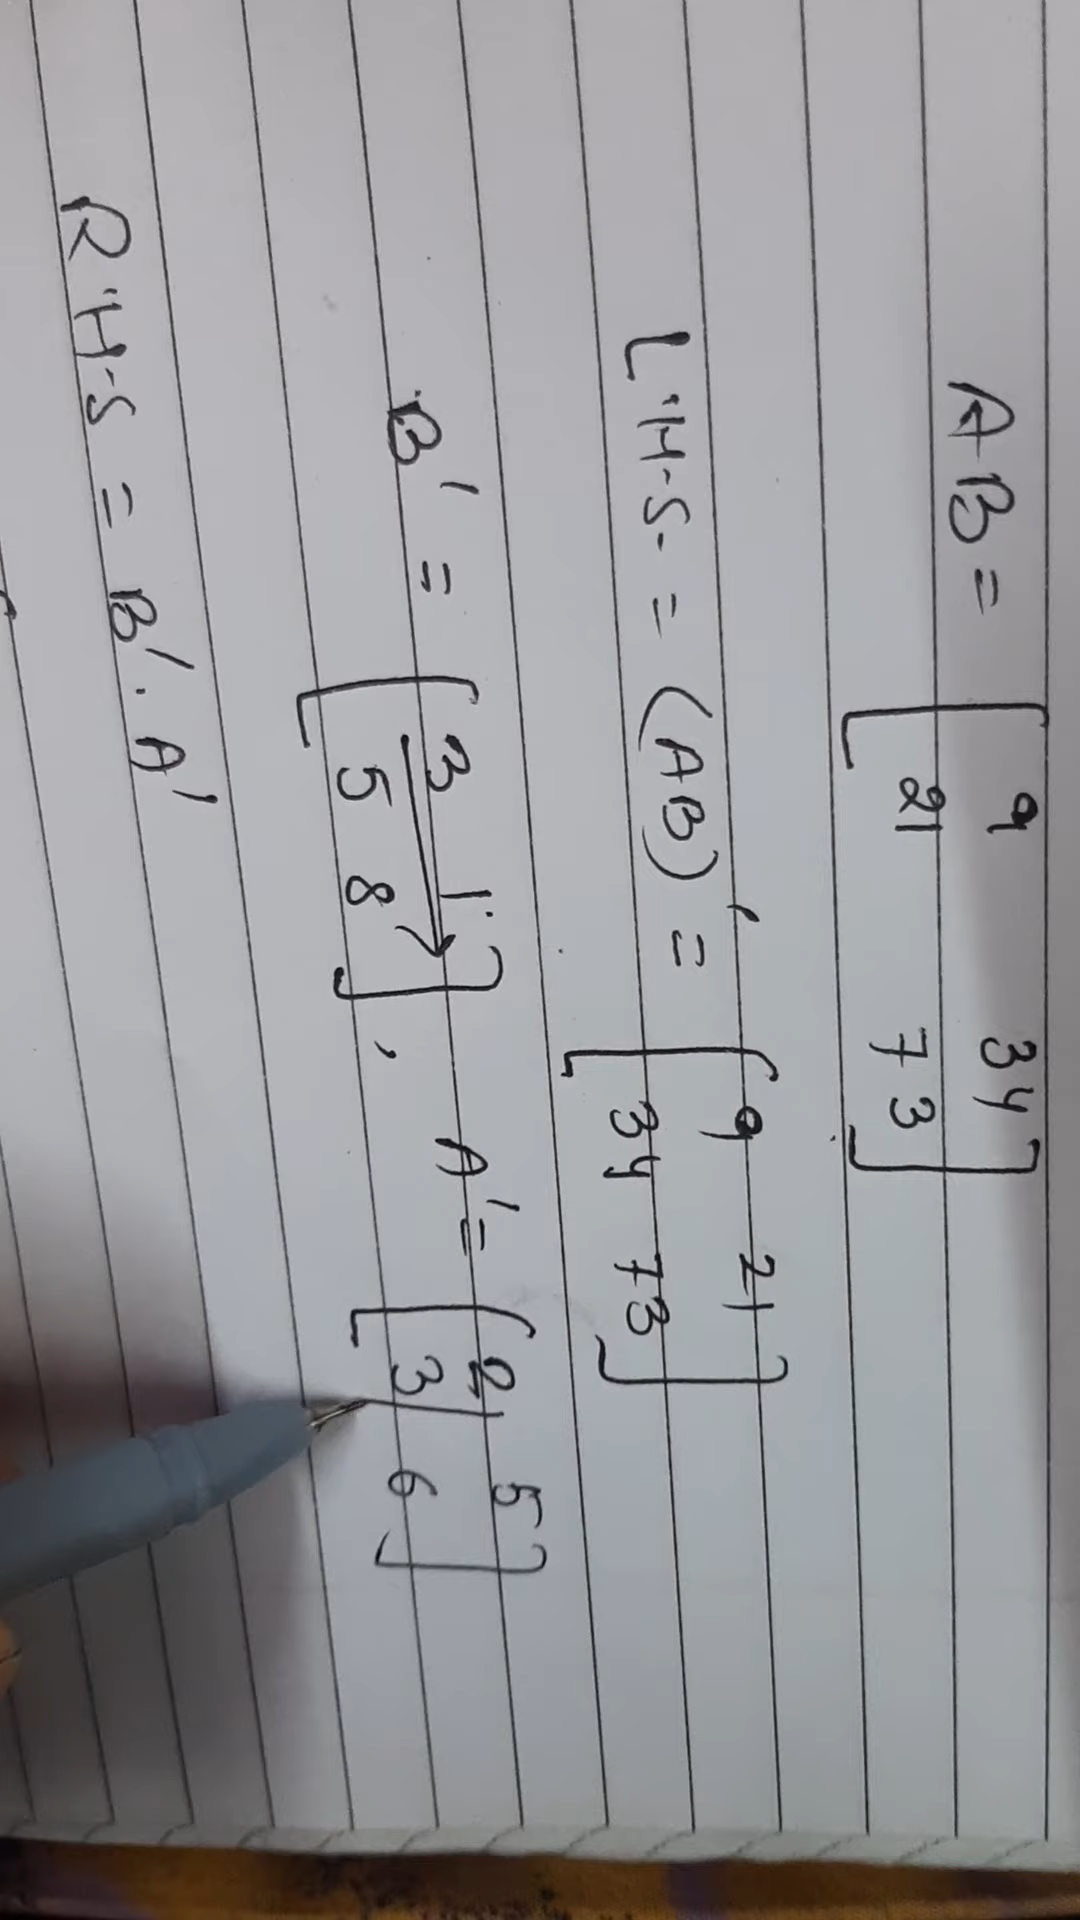 AB = [ 9 34
21 73 ]
L.H.S. = (AB)' = [ 9 21
34 73 ]
B' = [ 3 1
5 8 ] , A' = [ 2 5
3 6 ]
R.H.S = B'. A'